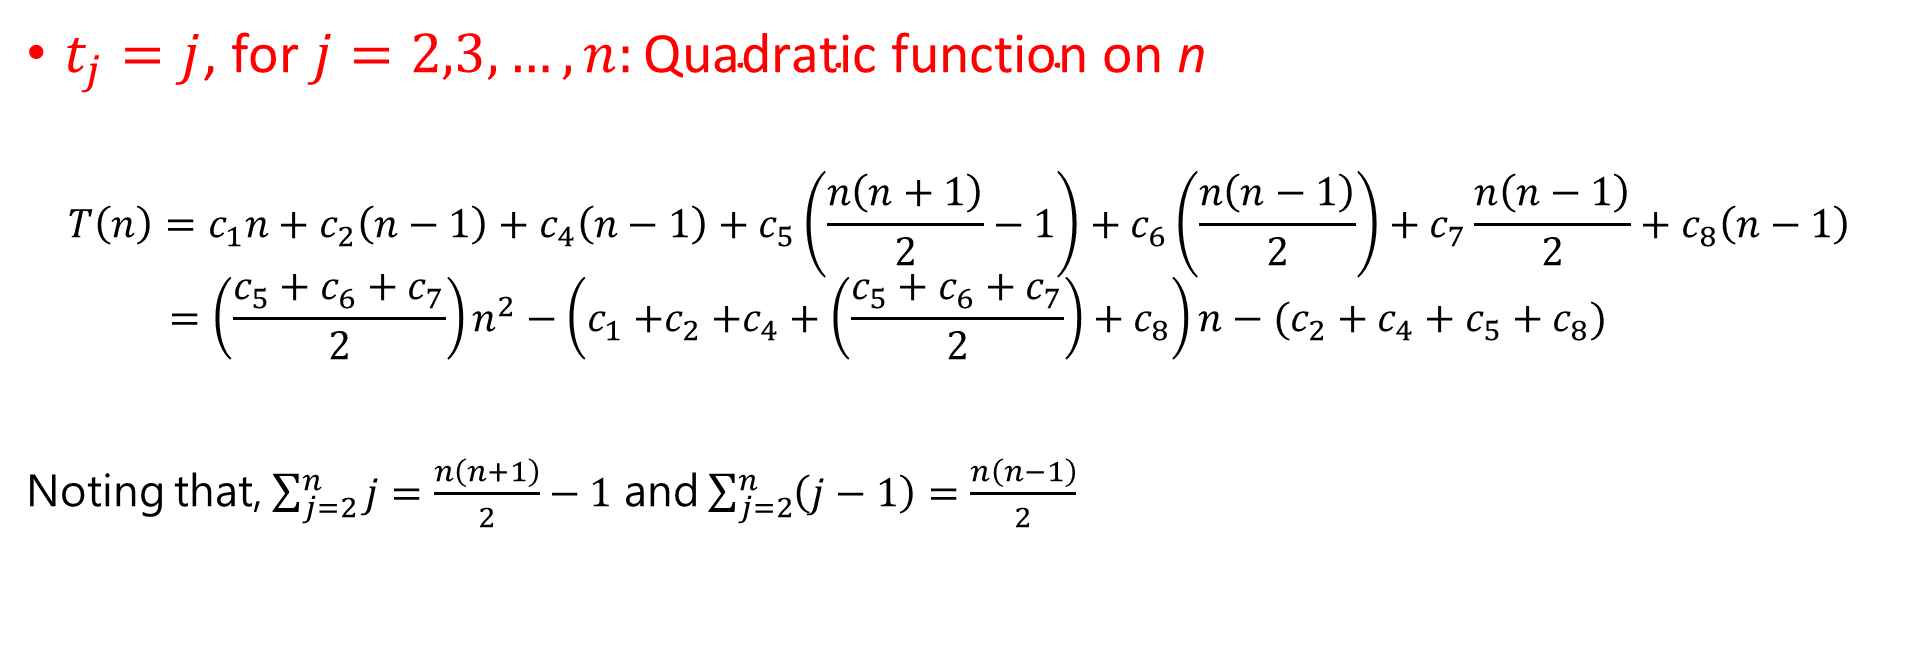 • t_j = j, for j = 2,3, … , n: Quadratic function on n
T(n) = c_1 n + c_2(n − 1) + c_4(n − 1) + c_5 (n(n + 1)/2 − 1) + c_6 (n(n − 1)/2) + c_7 n(n − 1)/2 + c_8(n − 1)
= ((c_5 + c_6 + c_7)/2) n² − (c_1 +c_2 +c_4 + ((c_5 + c_6 + c_7)/2) + c_8) n − (c_2 + c_4 + c_5 + c_8)
Noting that, ∑_{j=2}^{n} j = n(n+1)/2 − 1 and ∑_{j=2}^{n} (j − 1) = n(n−1)/2